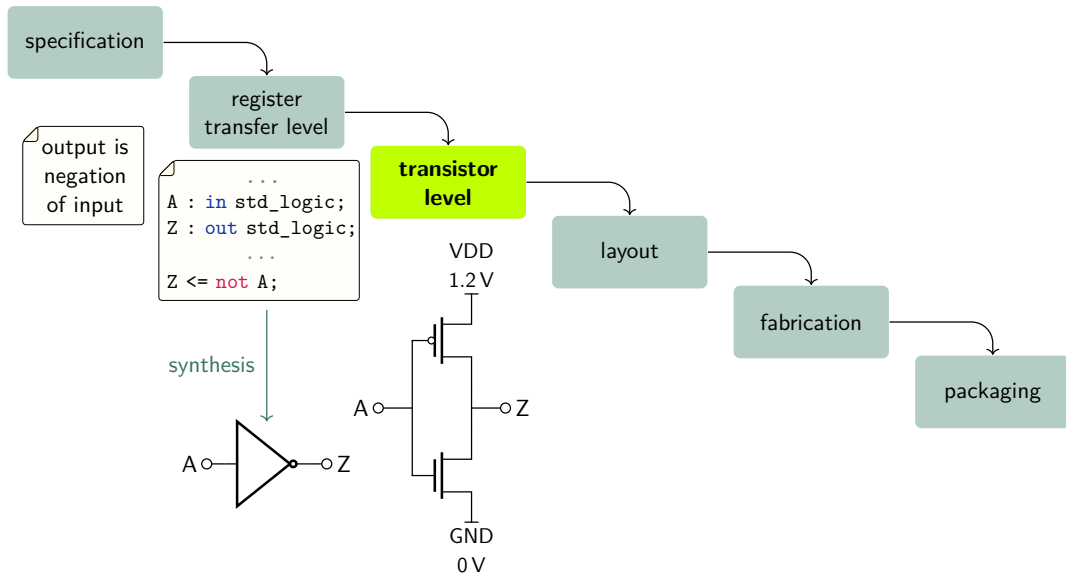 specification
register
transfer level
transistor
level
layout
fabrication
packaging
output is
negation
of input
...
A : in std_logic;
Z : out std_logic;
...
Z <= not A;
synthesis
A
Z
VDD
1.2 V
A
Z
GND
0 V